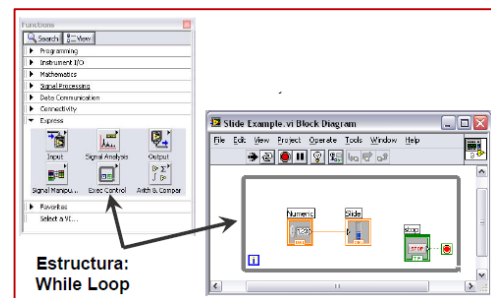 Functions
Search View
Programming
Instrument I/O
Mathematics
Signal Processing
Data Communication
Connectivity
Express
Input Signal Analysis Output
Signal Manipu... Exec Control Arith & Compar
Favorites
Select a VI...
Slide Example.vi Block Diagram
File Edit View Project Operate Tools Window Help
Numeric Slide
stop
STOP
i
Estructura:
While Loop